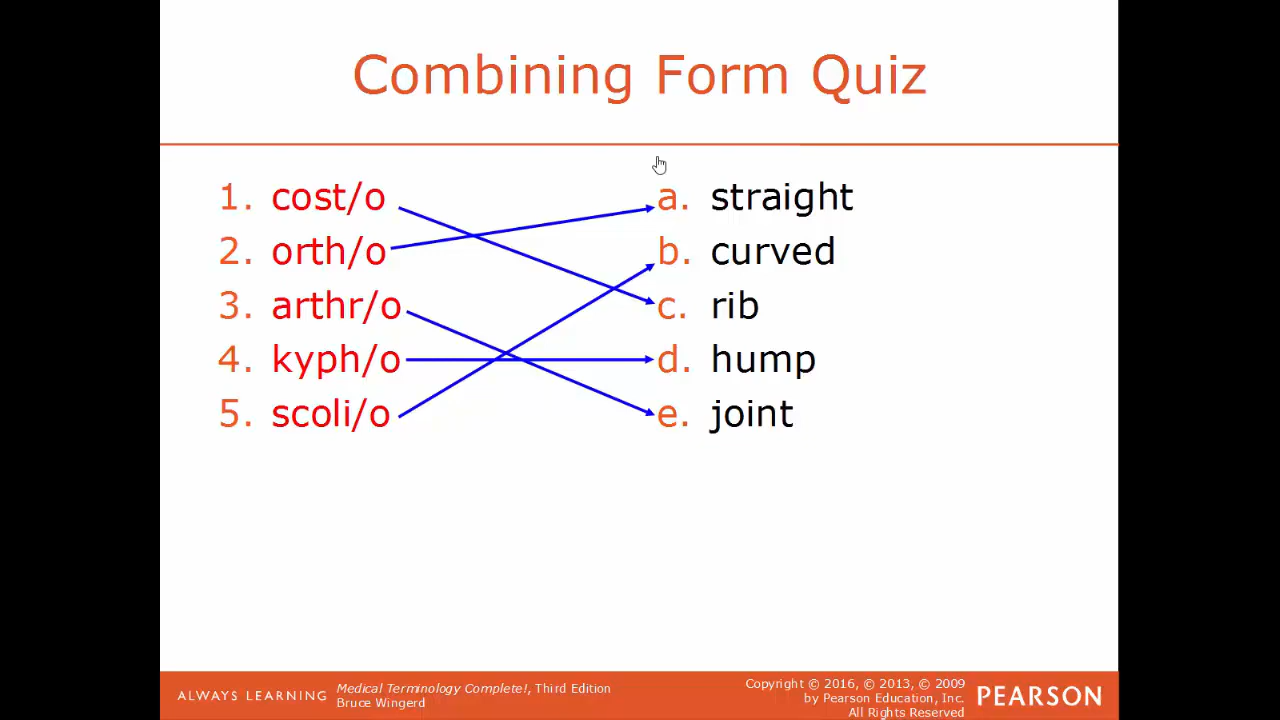 Combining Form Quiz
1. cost/o
2. orth/o
3. arthr/o
4. kyph/o
5. scoli/o
a. straight
b. curved
c. rib
d. hump
e. joint
ALWAYS LEARNING
Medical Terminology Complete!, Third Edition
Bruce Wingerd
Copyright © 2016, © 2013, © 2009
by Pearson Education, Inc.
All Rights Reserved
PEARSON